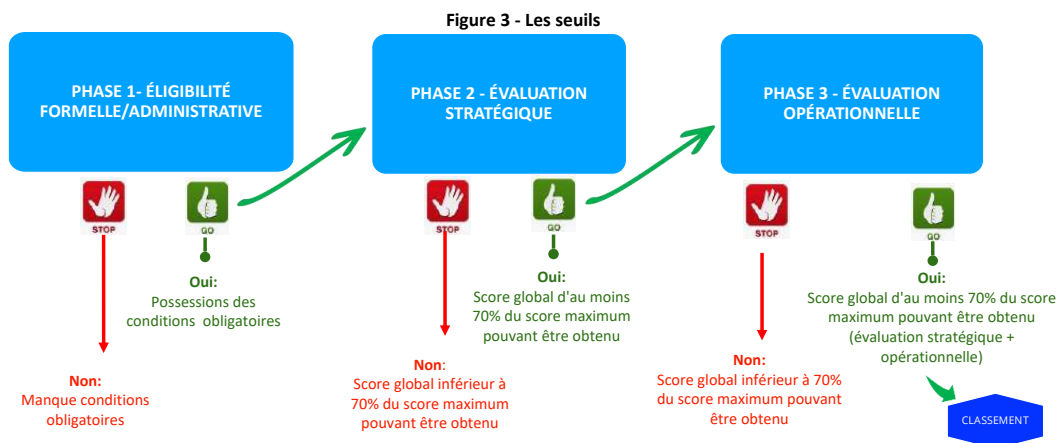 Figure 3 - Les seuils
PHASE 1- ÉLIGIBILITÉ
FORMELLE/ADMINISTRATIVE
PHASE 2 - ÉVALUATION
STRATÉGIQUE
PHASE 3 - ÉVALUATION
OPÉRATIONNELLE
STOP
GO
STOP
GO
STOP
GO
Oui:
Possessions des
conditions obligatoires
Non:
Manque conditions
obligatoires
Oui:
Score global d'au moins
70% du score maximum
pouvant être obtenu
Non:
Score global inférieur à
70% du score maximum
pouvant être obtenu
Oui:
Score global d'au moins 70% du score
maximum pouvant être obtenu
(évaluation stratégique +
opérationnelle)
Non:
Score global inférieur à 70%
du score maximum pouvant
être obtenu
CLASSEMENT